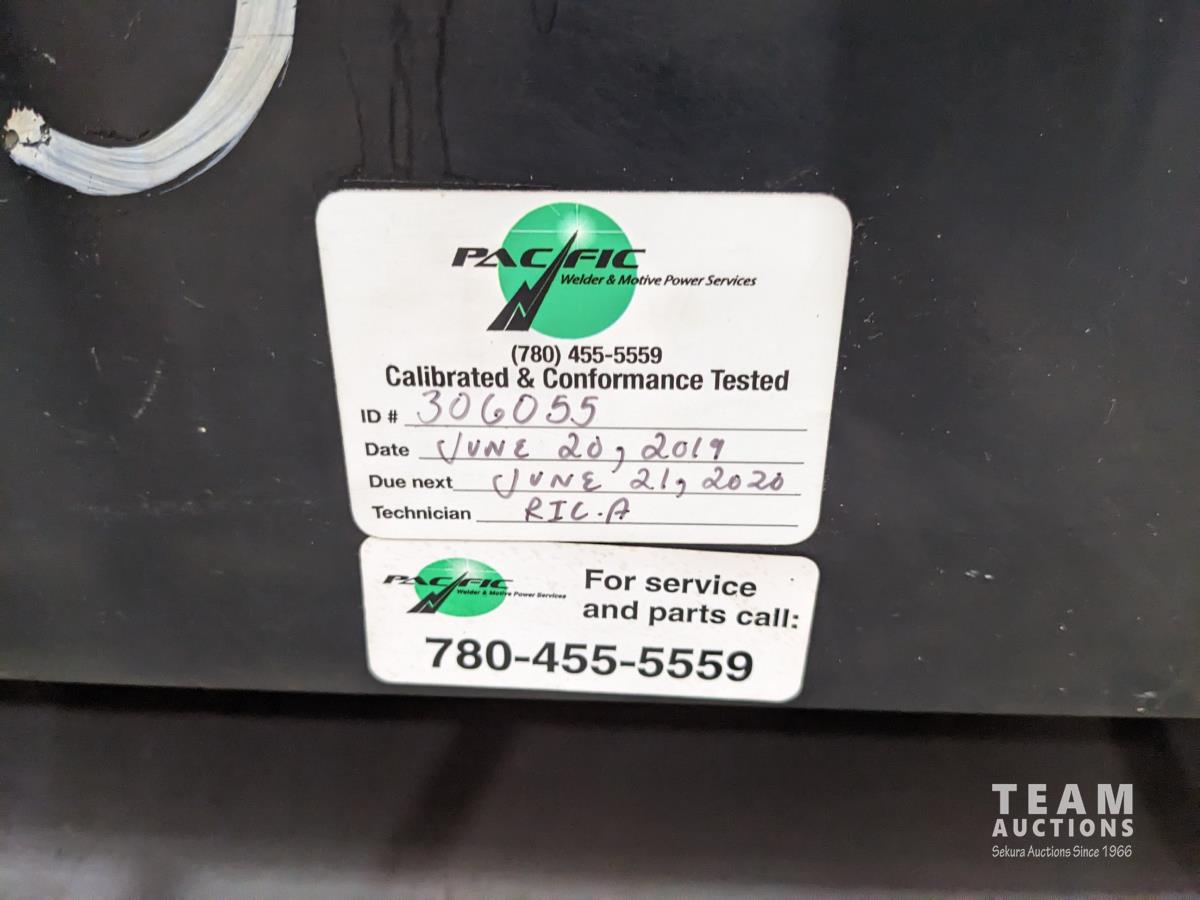 PACIFIC
Welder & Motive Power Services
(780) 455-5559
Calibrated & Conformance Tested
ID # 306055
Date JUNE 20, 2019
Due next JUNE 21, 2020
Technician RIC.A
PACIFIC
Welder & Motive Power Services
For service
and parts call:
780-455-5559
TEAM
AUCTIONS
Sekura Auctions Since 1966